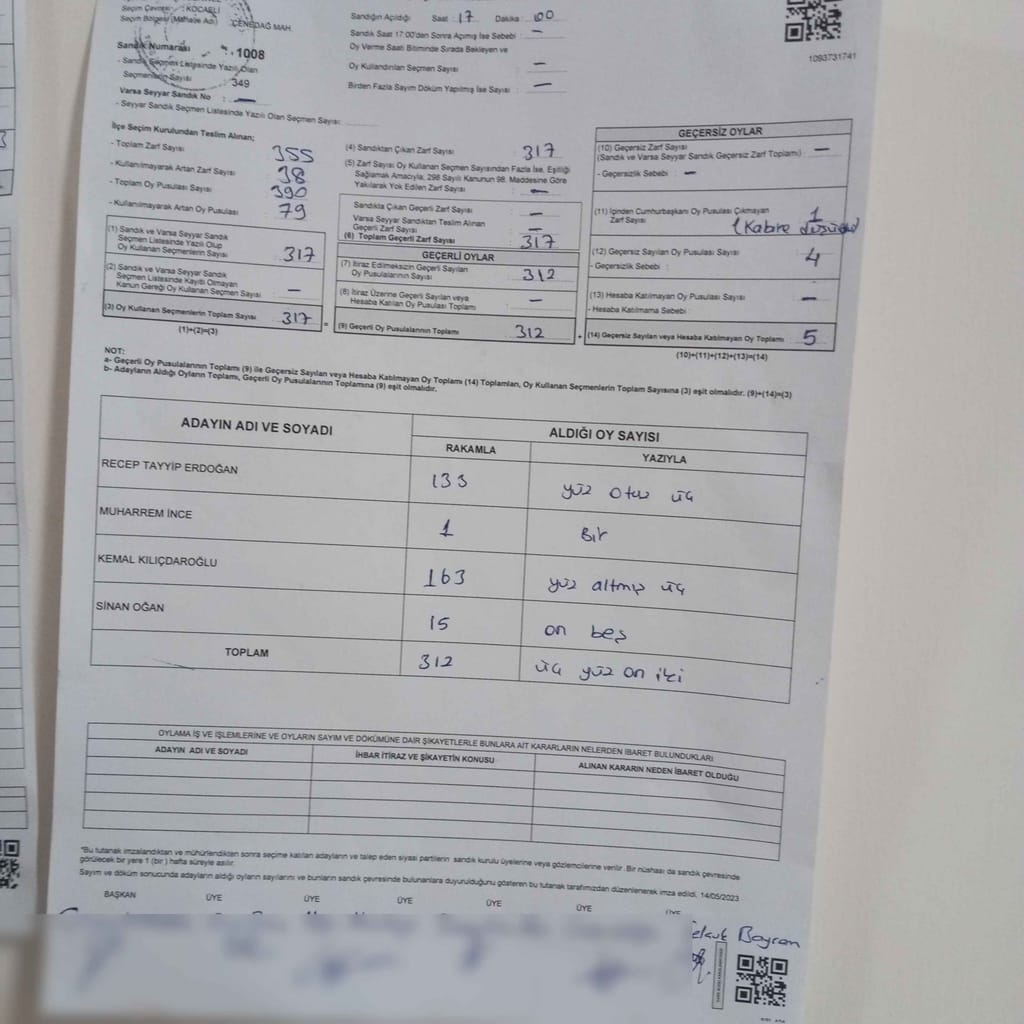 Seçim Çevresi : KOCAELİ
Seçim Bölgesi (Mahalle Adı) : CENEDAĞ MAH.
Sandık Numarası : 1008
- Sandık Seçmen Listesinde Yazılı Olan
Seçmenlerin Sayısı : 349
Varsa Seyyar Sandık No : —
- Seyyar Sandık Seçmen Listesinde Yazılı Olan Seçmen Sayısı:
Sandığın Açıldığı Saat : 17 Dakika : 00
Sandık Saat 17:00'den Sonra Açılmış İse Sebebi : —
Oy Verme Saati Bitiminde Sırada Bekleyen ve
Oy Kullandırılan Seçmen Sayısı : —
Birden Fazla Sayım Döküm Yapılmış İse Sayısı : —
1093731741
İlçe Seçim Kurulundan Teslim Alınan;
- Toplam Zarf Sayısı : 355
- Kullanılmayarak Artan Zarf Sayısı : 38
- Toplam Oy Pusulası Sayısı : 390
- Kullanılmayarak Artan Oy Pusulası : 79
(1) Sandık ve Varsa Seyyar Sandık
Seçmen Listesinde Yazılı Olup
Oy Kullanan Seçmenlerin Sayısı : 317
(2) Sandık ve Varsa Seyyar Sandık
Seçmen Listesinde Kayıtlı Olmayan
Kanun Gereği Oy Kullanan Seçmen Sayısı : —
(3) Oy Kullanan Seçmenlerin Toplam Sayısı : 317
(1)+(2)=(3)
(4) Sandıktan Çıkan Zarf Sayısı : 317
(5) Zarf Sayısı Oy Kullanan Seçmen Sayısından Fazla İse, Eşitliği
Sağlamak Amacıyla, 298 Sayılı Kanunun 98. Maddesine Göre
Yakılarak Yok Edilen Zarf Sayısı : —
Sandıkla Çıkan Geçerli Zarf Sayısı : —
Varsa Seyyar Sandıktan Teslim Alınan
Geçerli Zarf Sayısı : —
(6) Toplam Geçerli Zarf Sayısı : 317
GEÇERLİ OYLAR
(7) İtiraz Edilmeksizin Geçerli Sayılan
Oy Pusulalarının Sayısı : 312
(8) İtiraz Üzerine Geçerli Sayılan veya
Hesaba Katılan Oy Pusulası Toplamı : —
= (9) Geçerli Oy Pusulalarının Toplamı : 312
GEÇERSİZ OYLAR
(10) Geçersiz Zarf Sayısı
(Sandık ve Varsa Seyyar Sandık Geçersiz Zarf Toplamı) : —
- Geçersizlik Sebebi : —
(11) İçinden Cumhurbaşkanı Oy Pusulası Çıkmayan
Zarf Sayısı : 1
(Kabine düşürdü)
(12) Geçersiz Sayılan Oy Pusulası Sayısı : 4
- Geçersizlik Sebebi :
(13) Hesaba Katılmayan Oy Pusulası Sayısı : —
- Hesaba Katılmama Sebebi :
+ (14) Geçersiz Sayılan veya Hesaba Katılmayan Oy Toplamı : 5
(10)+(11)+(12)+(13)=(14)
NOT:
a- Geçerli Oy Pusulalarının Toplamı (9) ile Geçersiz Sayılan veya Hesaba Katılmayan Oy Toplamı (14) Toplamları, Oy Kullanan Seçmenlerin Toplam Sayısına (3) eşit olmalıdır. (9)+(14)=(3)
b- Adayların Aldığı Oyların Toplamı, Geçerli Oy Pusulalarının Toplamına (9) eşit olmalıdır.
ADAYIN ADI VE SOYADI
ALDIĞI OY SAYISI
RAKAMLA YAZIYLA
RECEP TAYYİP ERDOĞAN 133 yüz otuz üç
MUHARREM İNCE 1 Bir
KEMAL KILIÇDAROĞLU 163 yüz altmış üç
SİNAN OĞAN 15 on beş
TOPLAM 312 üç yüz on iki
OYLAMA İŞ VE İŞLEMLERİNE VE OYLARIN SAYIM VE DÖKÜMÜNE DAİR ŞİKAYETLERLE BUNLARA AİT KARARLARIN NELERDEN İBARET BULUNDUKLARI
ADAYIN ADI VE SOYADI İHBAR İTİRAZ VE ŞİKAYETİN KONUSU ALINAN KARARIN NEDEN İBARET OLDUĞU
*Bu tutanak imzalandıktan ve mühürlendikten sonra seçime katılan adayların ve talep eden siyasi partilerin sandık kurulu üyelerine veya gözlemcilerine verilir. Bir nüshası da sandık çevresinde
görülecek bir yere 1 (bir) hafta süreyle asılır.
Sayım ve döküm sonucunda adayların aldığı oyların sayılarını ve bunların sandık çevresinde bulunanlara duyurulduğunu gösteren bu tutanak tarafımızdan düzenlenerek imza edildi. 14/05/2023
BAŞKAN ÜYE ÜYE ÜYE ÜYE ÜYE ÜYE
Bayram